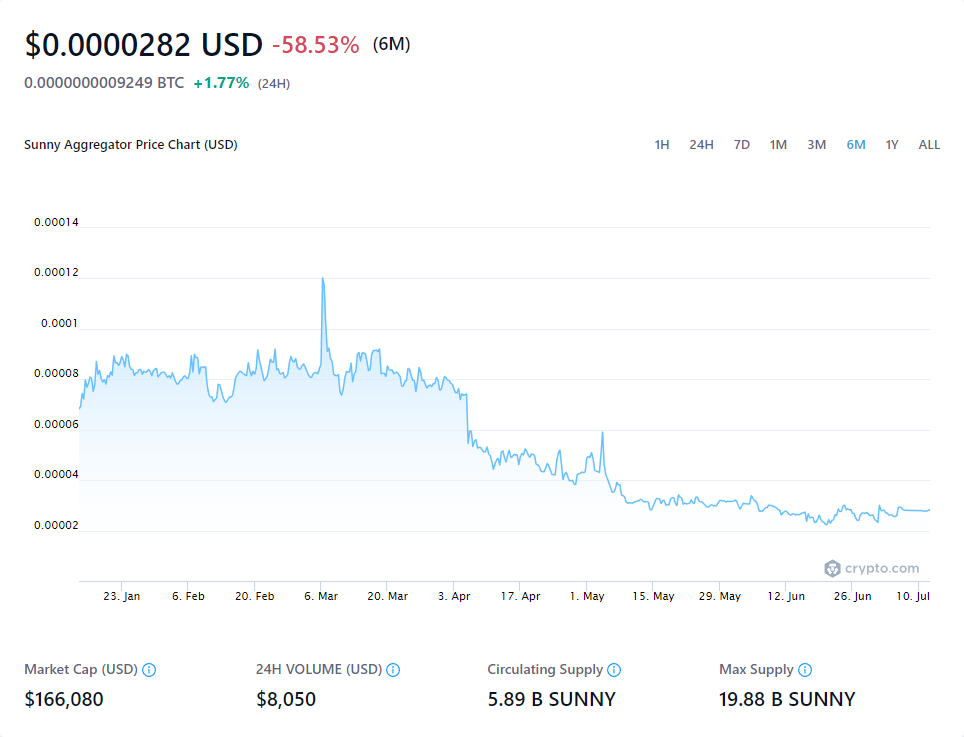 $0.0000282 USD -58.53% (6M)
0.0000000009249 BTC +1.77% (24H)
Sunny Aggregator Price Chart (USD) 1H 24H 7D 1M 3M 6M 1Y ALL
0.00014
0.00012
0.0001
0.00008
0.00006
0.00004
0.00002
crypto.com
23. Jan 6. Feb 20. Feb 6. Mar 20. Mar 3. Apr 17. Apr 1. May 15. May 29. May 12. Jun 26. Jun 10. Jul
Market Cap (USD) 24H VOLUME (USD) Circulating Supply Max Supply
$166,080 $8,050 5.89 B SUNNY 19.88 B SUNNY